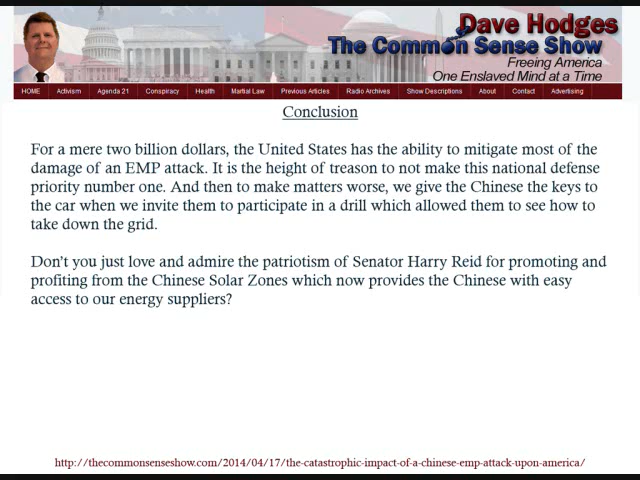 Dave Hodges
The Common Sense Show
Freeing America
One Enslaved Mind at a Time
HOME Activism Agenda 21 Conspiracy Health Martial Law Previous Articles Radio Archives Show Descriptions About Contact Advertising
Conclusion
For a mere two billion dollars, the United States has the ability to mitigate most of the
damage of an EMP attack. It is the height of treason to not make this national defense
priority number one. And then to make matters worse, we give the Chinese the keys to
the car when we invite them to participate in a drill which allowed them to see how to
take down the grid.
Don't you just love and admire the patriotism of Senator Harry Reid for promoting and
profiting from the Chinese Solar Zones which now provides the Chinese with easy
access to our energy suppliers?
http://thecommonsenseshow.com/2014/04/17/the-catastrophic-impact-of-a-chinese-emp-attack-upon-america/